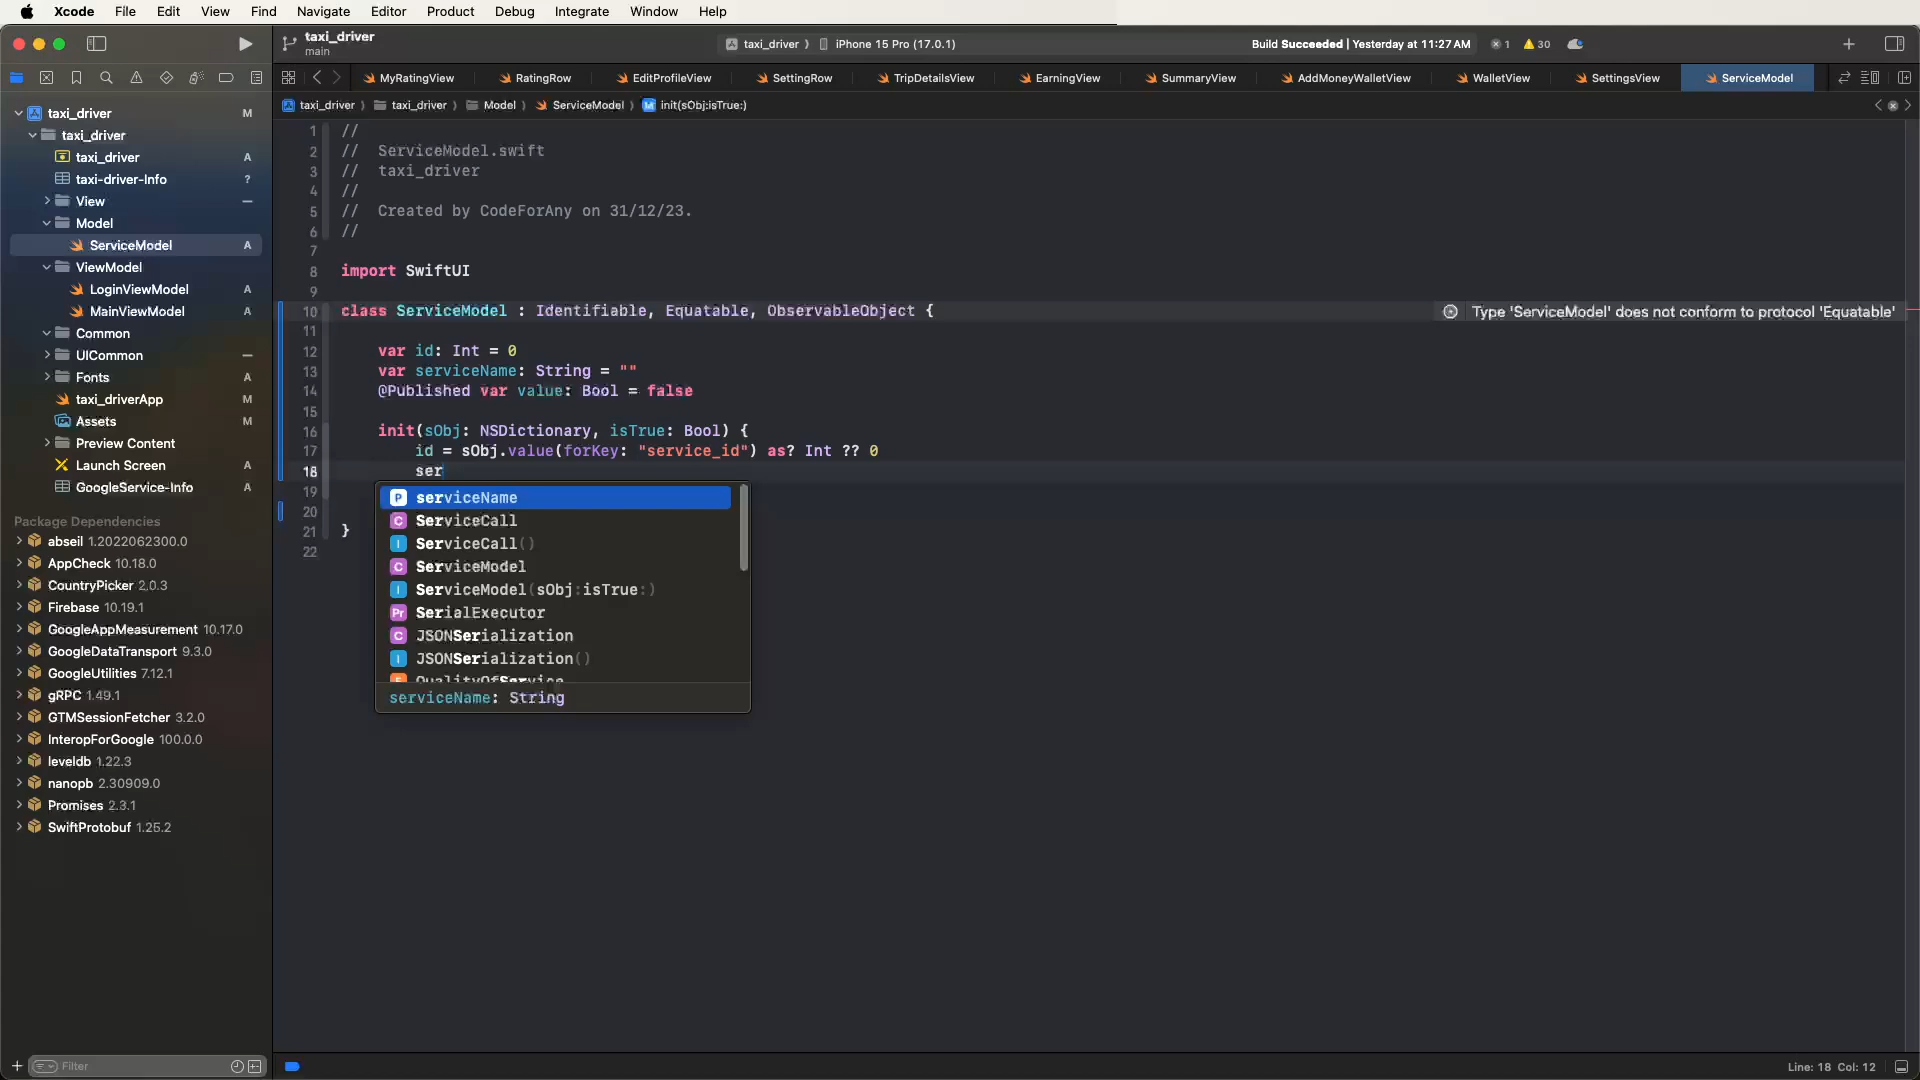 Xcode File Edit View Find Navigate Editor Product Debug Integrate Window Help
taxi_driver
main
taxi_driver 〉 iPhone 15 Pro (17.0.1)
Build Succeeded | Yesterday at 11:27 AM
1 30
MyRatingView RatingRow EditProfileView SettingRow TripDetailsView EarningView SummaryView AddMoneyWalletView WalletView SettingsView ServiceModel
taxi_driver 〉 taxi_driver 〉 Model 〉 ServiceModel 〉 M init(sObj:isTrue:)
taxi_driver M
taxi_driver
taxi_driver A
taxi-driver-Info ?
View
Model
ServiceModel A
ViewModel
LoginViewModel A
MainViewModel A
Common
UICommon
Fonts A
taxi_driverApp M
Assets M
Preview Content
Launch Screen A
GoogleService-Info A
Package Dependencies
abseil 1.2022062300.0
AppCheck 10.18.0
CountryPicker 2.0.3
Firebase 10.19.1
GoogleAppMeasurement 10.17.0
GoogleDataTransport 9.3.0
GoogleUtilities 7.12.1
gRPC 1.49.1
GTMSessionFetcher 3.2.0
InteropForGoogle 100.0.0
leveldb 1.22.3
nanopb 2.30909.0
Promises 2.3.1
SwiftProtobuf 1.25.2
Filter
1 //
2 // ServiceModel.swift
3 // taxi_driver
4 //
5 // Created by CodeForAny on 31/12/23.
6 //
7
8 import SwiftUI
9
10 class ServiceModel : Identifiable, Equatable, ObservableObject {
Type 'ServiceModel' does not conform to protocol 'Equatable'
11
12 var id: Int = 0
13 var serviceName: String = ""
14 @Published var value: Bool = false
15
16 init(sObj: NSDictionary, isTrue: Bool) {
17 id = sObj.value(forKey: "service_id") as? Int ?? 0
18 ser
19
20
21 }
22
P serviceName
C ServiceCall
I ServiceCall()
C ServiceModel
I ServiceModel(sObj:isTrue:)
Pr SerialExecutor
C JSONSerialization
I JSONSerialization()
E QualityOfService
serviceName: String
Line: 18 Col: 12